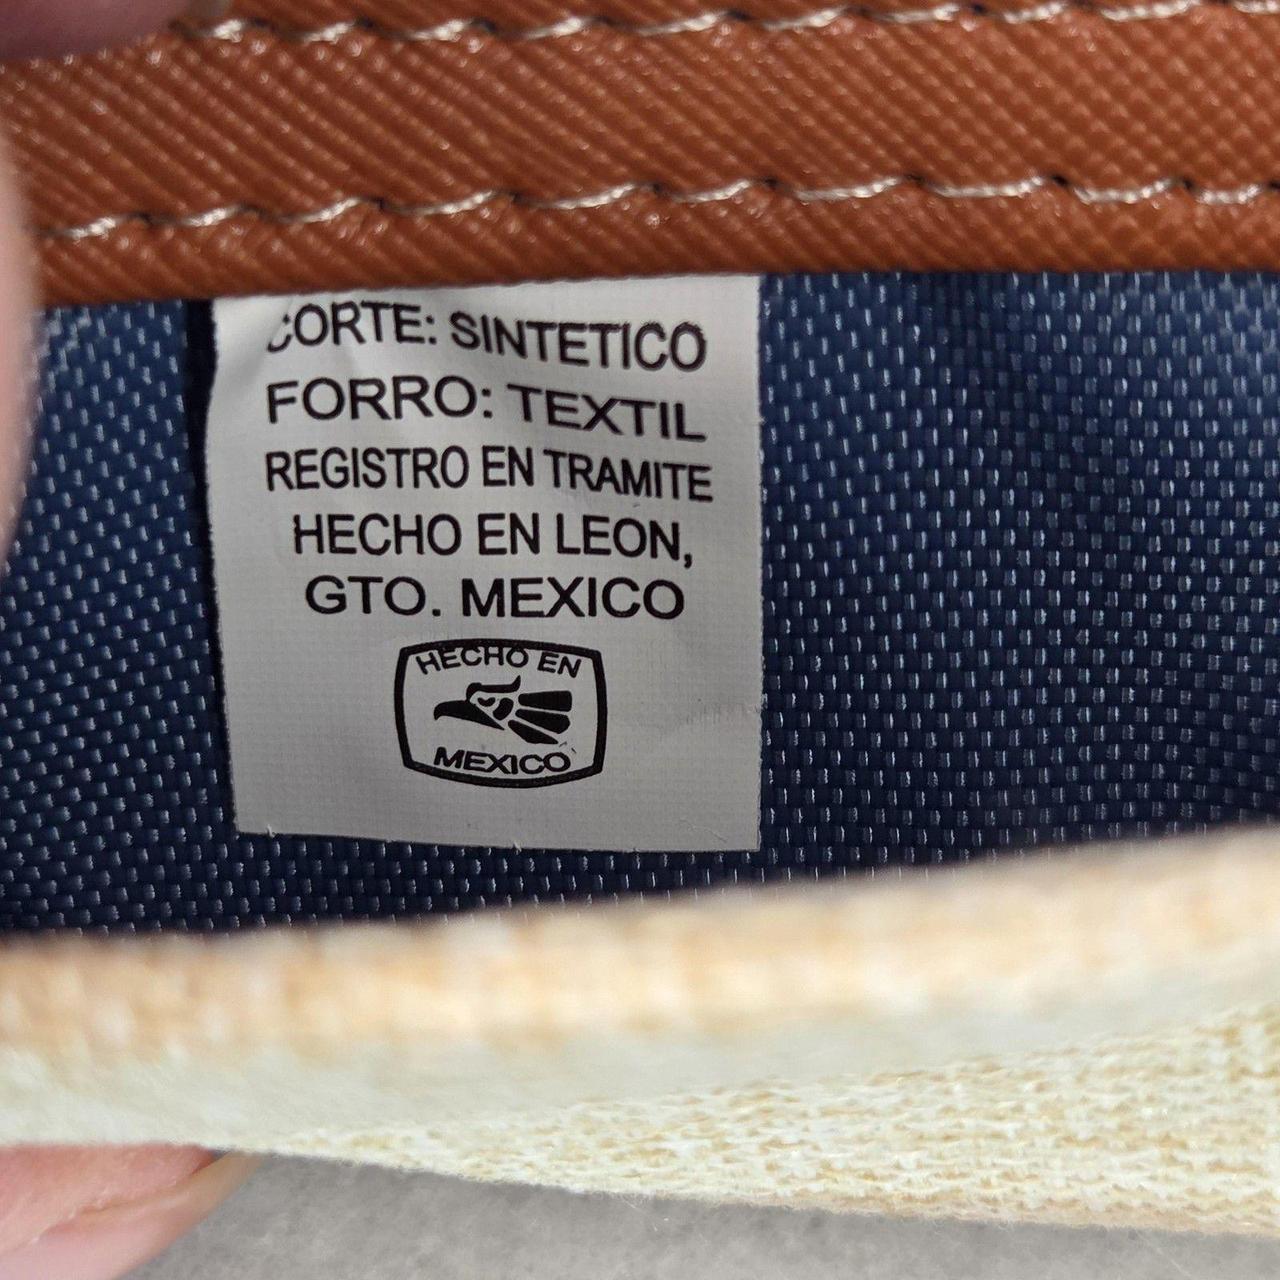 CORTE: SINTETICO
FORRO: TEXTIL
REGISTRO EN TRAMITE
HECHO EN LEON,
GTO. MEXICO
HECHO EN
MEXICO